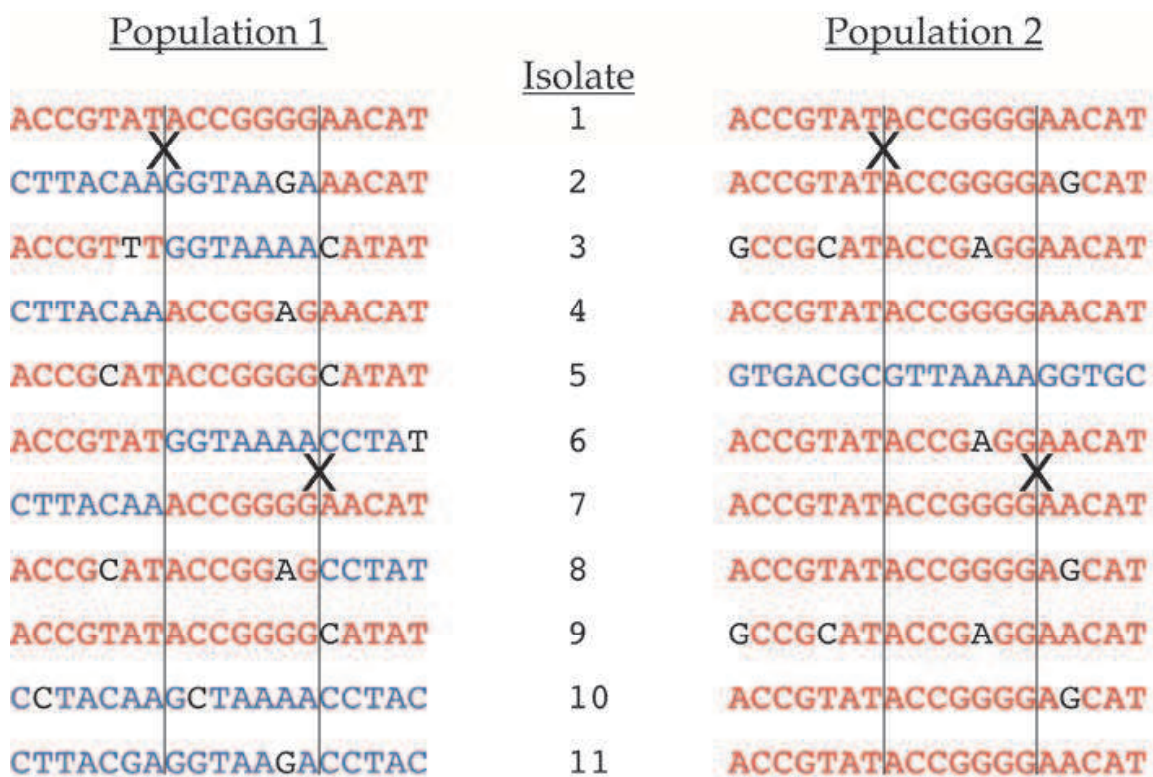 Population 1 Population 2
Isolate
ACCGTATACCGGGGAACAT 1 ACCGTATACCGGGGAACAT
X X
CTTACAAGGTAAGAAACAT 2 ACCGTATACCGGGGAGCAT
ACCGTTTGGTAAAACATAT 3 GCCGCATACCGAGGAACAT
CTTACAAACCGGAGAACAT 4 ACCGTATACCGGGGAACAT
ACCGCATACCGGGGCATAT 5 GTGACGCGTTAAAAGGTGC
ACCGTATGGTAAAACCTAT 6 ACCGTATACCGAGGAACAT
X X
CTTACAAACCGGGGAACAT 7 ACCGTATACCGGGGAACAT
ACCGCATACCGGAGCCTAT 8 ACCGTATACCGGGGAGCAT
ACCGTATACCGGGGCATAT 9 GCCGCATACCGAGGAACAT
CCTACAAGCTAAAACCTAC 10 ACCGTATACCGGGGAGCAT
CTTACGAGGTAAGACCTAC 11 ACCGTATACCGGGGAACAT